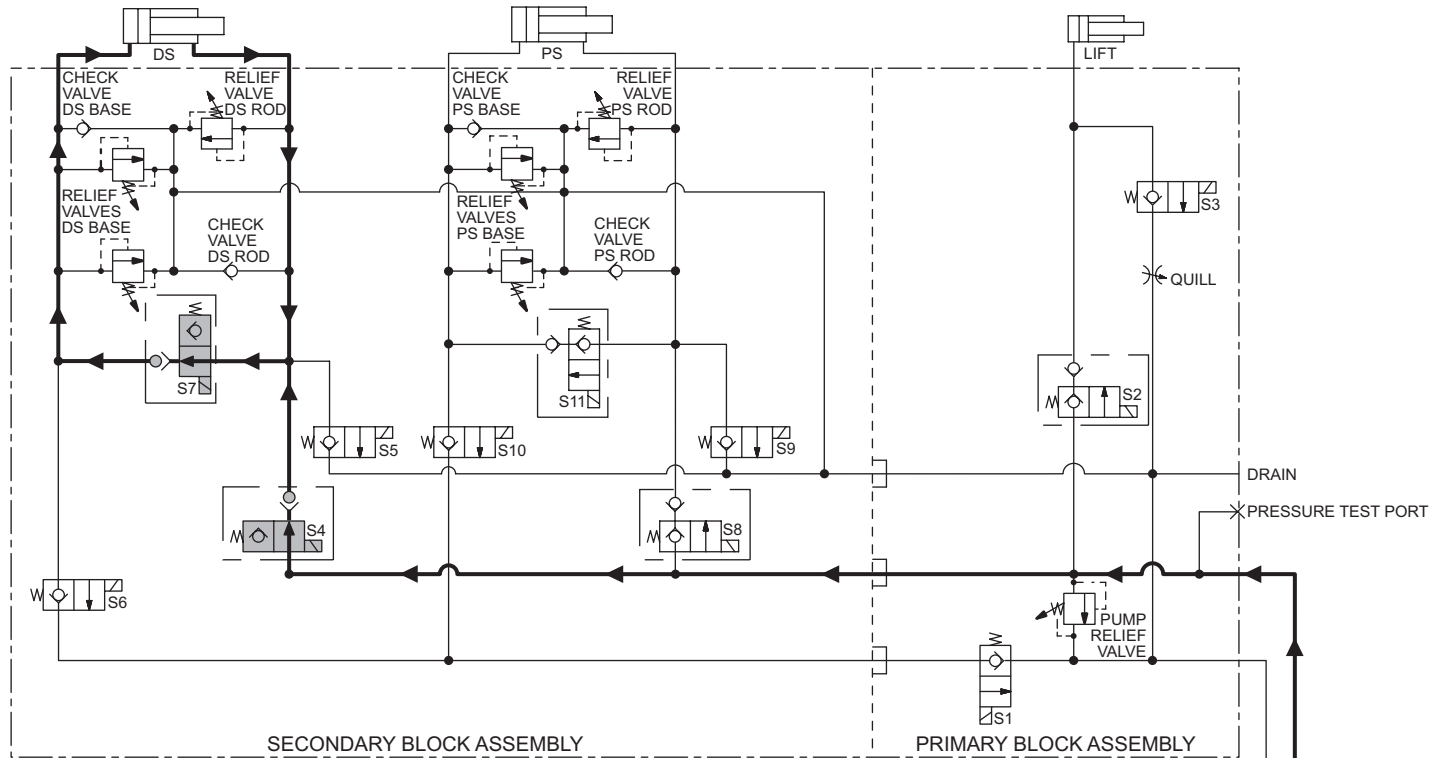 DS
PS
LIFT
CHECK
VALVE
DS BASE
RELIEF
VALVE
DS ROD
CHECK
VALVE
PS BASE
RELIEF
VALVE
PS ROD
RELIEF
VALVES
DS BASE
CHECK
VALVE
DS ROD
RELIEF
VALVES
PS BASE
CHECK
VALVE
PS ROD
S3
QUILL
S7
S11
S2
S5
S10
S9
DRAIN
S4
S8
PRESSURE TEST PORT
S6
PUMP
RELIEF
VALVE
S1
SECONDARY BLOCK ASSEMBLY
PRIMARY BLOCK ASSEMBLY